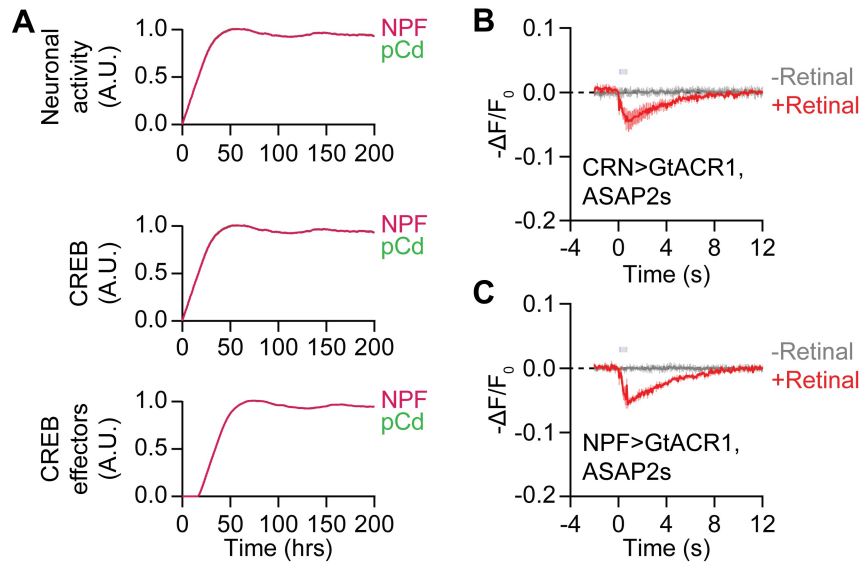 A
Neuronal
activity
(A.U.)
1.0
0.5
0.0
0 50 100 150 200
NPF
pCd
CREB
(A.U.)
1.0
0.5
0.0
0 50 100 150 200
NPF
pCd
CREB
effectors
(A.U.)
1.0
0.5
0.0
0 50 100 150 200
Time (hrs)
NPF
pCd
B
-ΔF/F0
0.1
0.0
-0.1
-0.2
-4 0 4 8 12
Time (s)
-Retinal
+Retinal
CRN>GtACR1,
ASAP2s
C
-ΔF/F0
0.1
0.0
-0.1
-0.2
-4 0 4 8 12
Time (s)
-Retinal
+Retinal
NPF>GtACR1,
ASAP2s